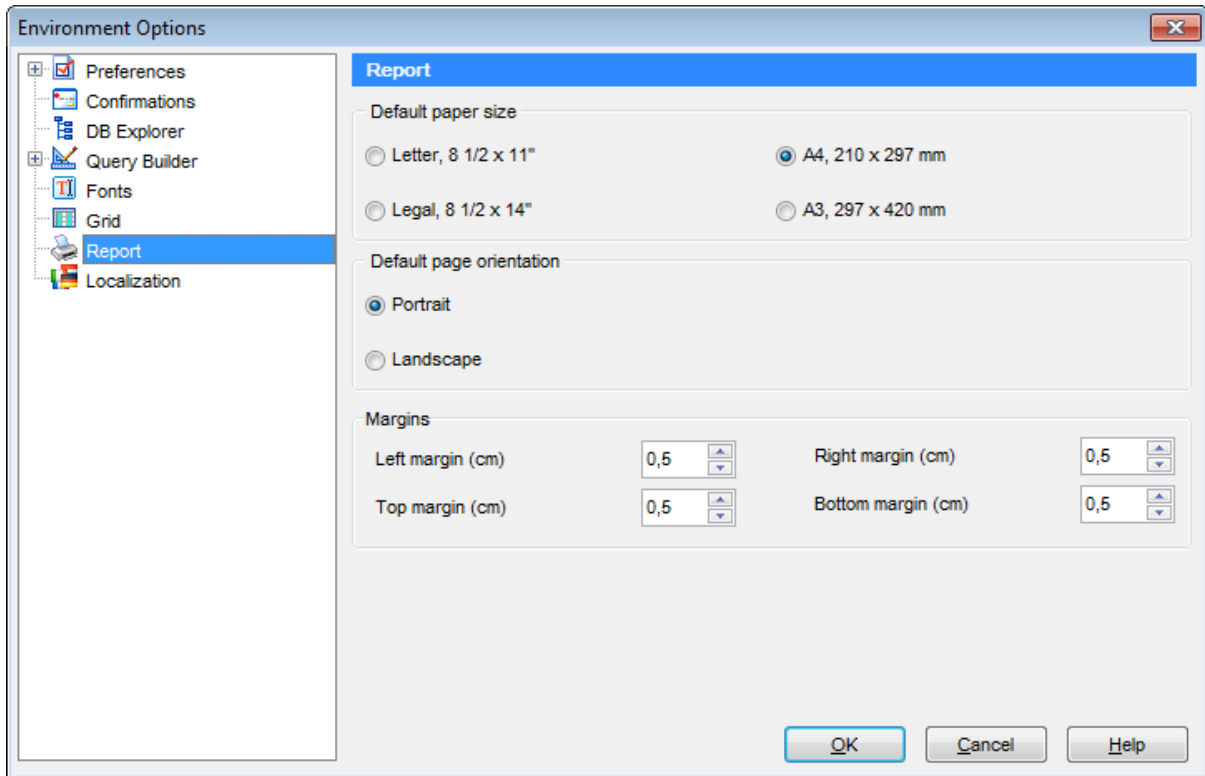 Environment Options
Preferences
Confirmations
DB Explorer
Query Builder
Fonts
Grid
Report
Localization
Report
Default paper size
Letter, 8 1/2 x 11"
A4, 210 x 297 mm
Legal, 8 1/2 x 14"
A3, 297 x 420 mm
Default page orientation
Portrait
Landscape
Margins
Left margin (cm) 0,5
Right margin (cm) 0,5
Top margin (cm) 0,5
Bottom margin (cm) 0,5
OK Cancel Help